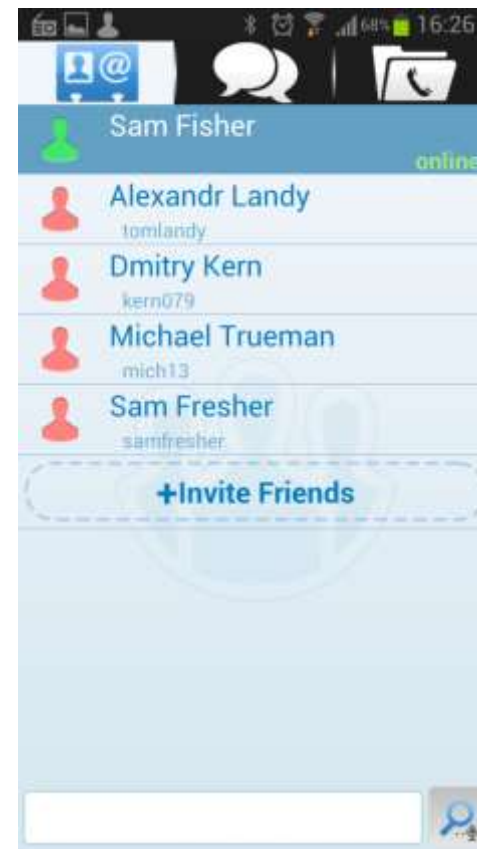 68% 16:26
@
Sam Fisher
online
Alexandr Landy
tomlandy
Dmitry Kern
kern079
Michael Trueman
mich13
Sam Fresher
samfresher
+Invite Friends